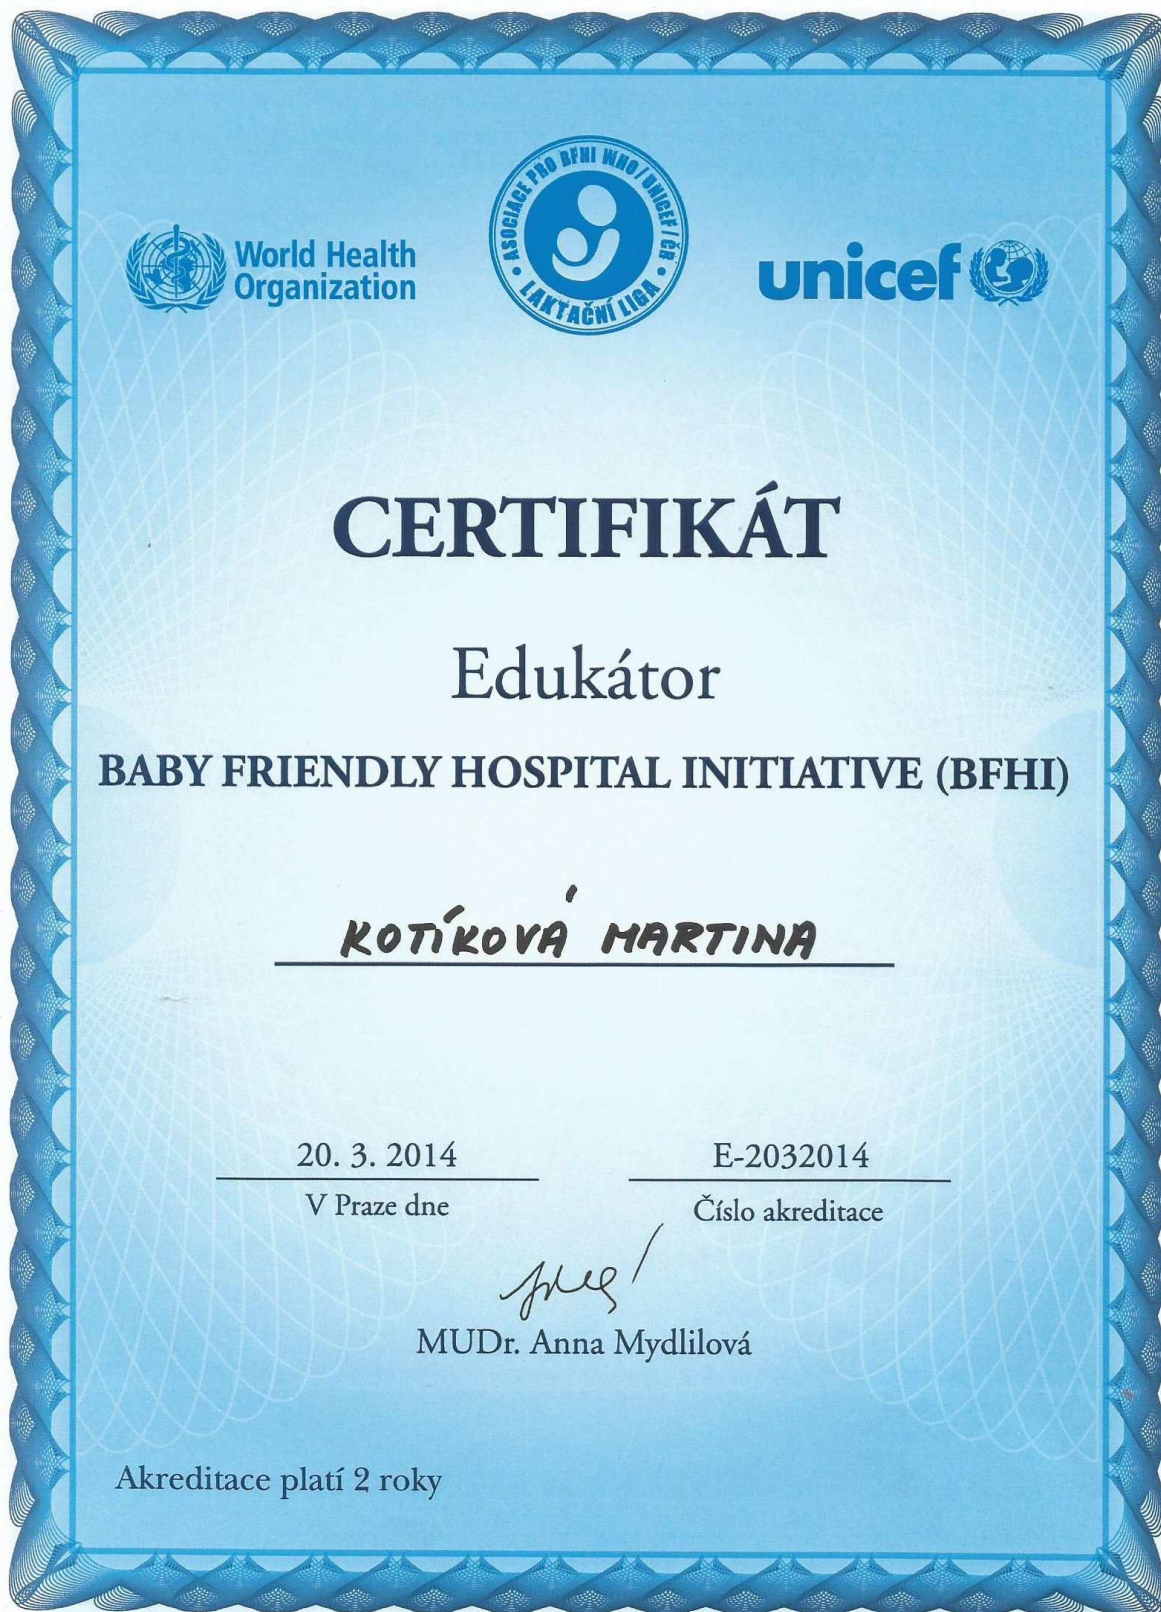 ASOCIACE PRO BFHI WHO/UNICEF/ČR
• LAKTAČNÍ LIGA •
World Health
Organization
unicef
CERTIFIKÁT
Edukátor
BABY FRIENDLY HOSPITAL INITIATIVE (BFHI)
KOTÍKOVÁ MARTINA
20. 3. 2014
V Praze dne
E-2032014
Číslo akreditace
MUDr. Anna Mydlilová
Akreditace platí 2 roky